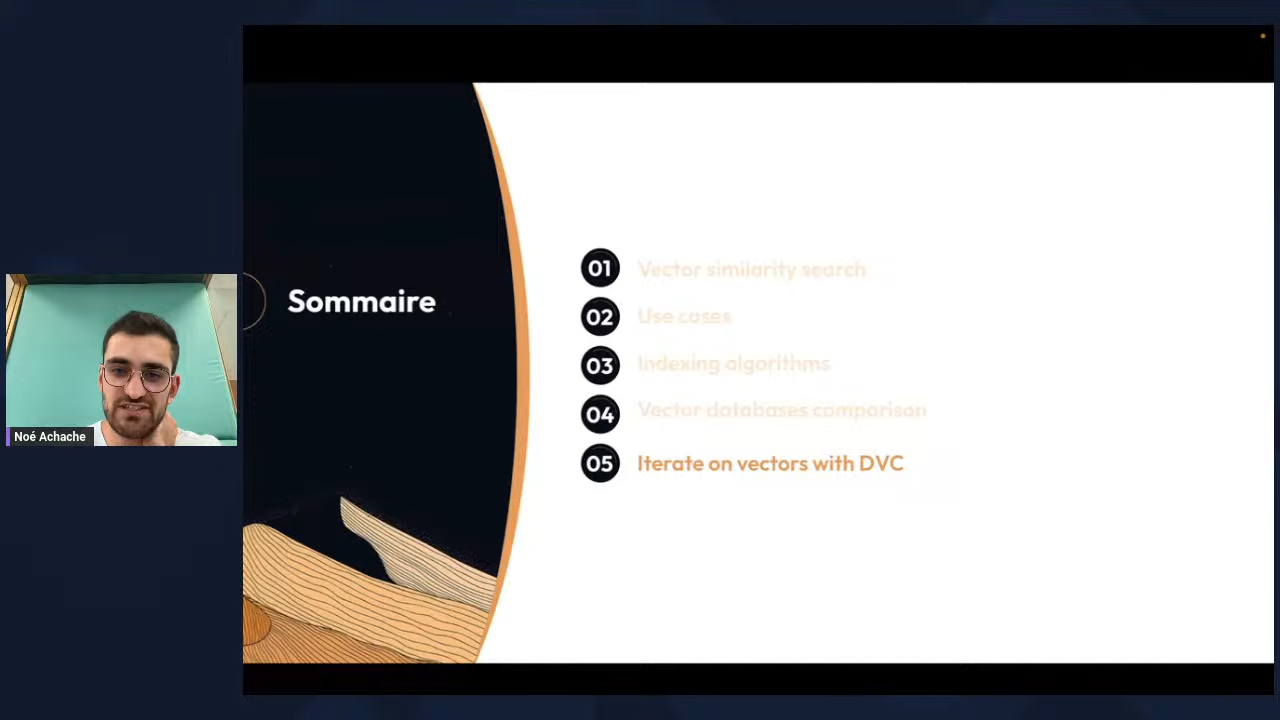 Noé Achache
Sommaire
01 Vector similarity search
02 Use cases
03 Indexing algorithms
04 Vector databases comparison
05 Iterate on vectors with DVC